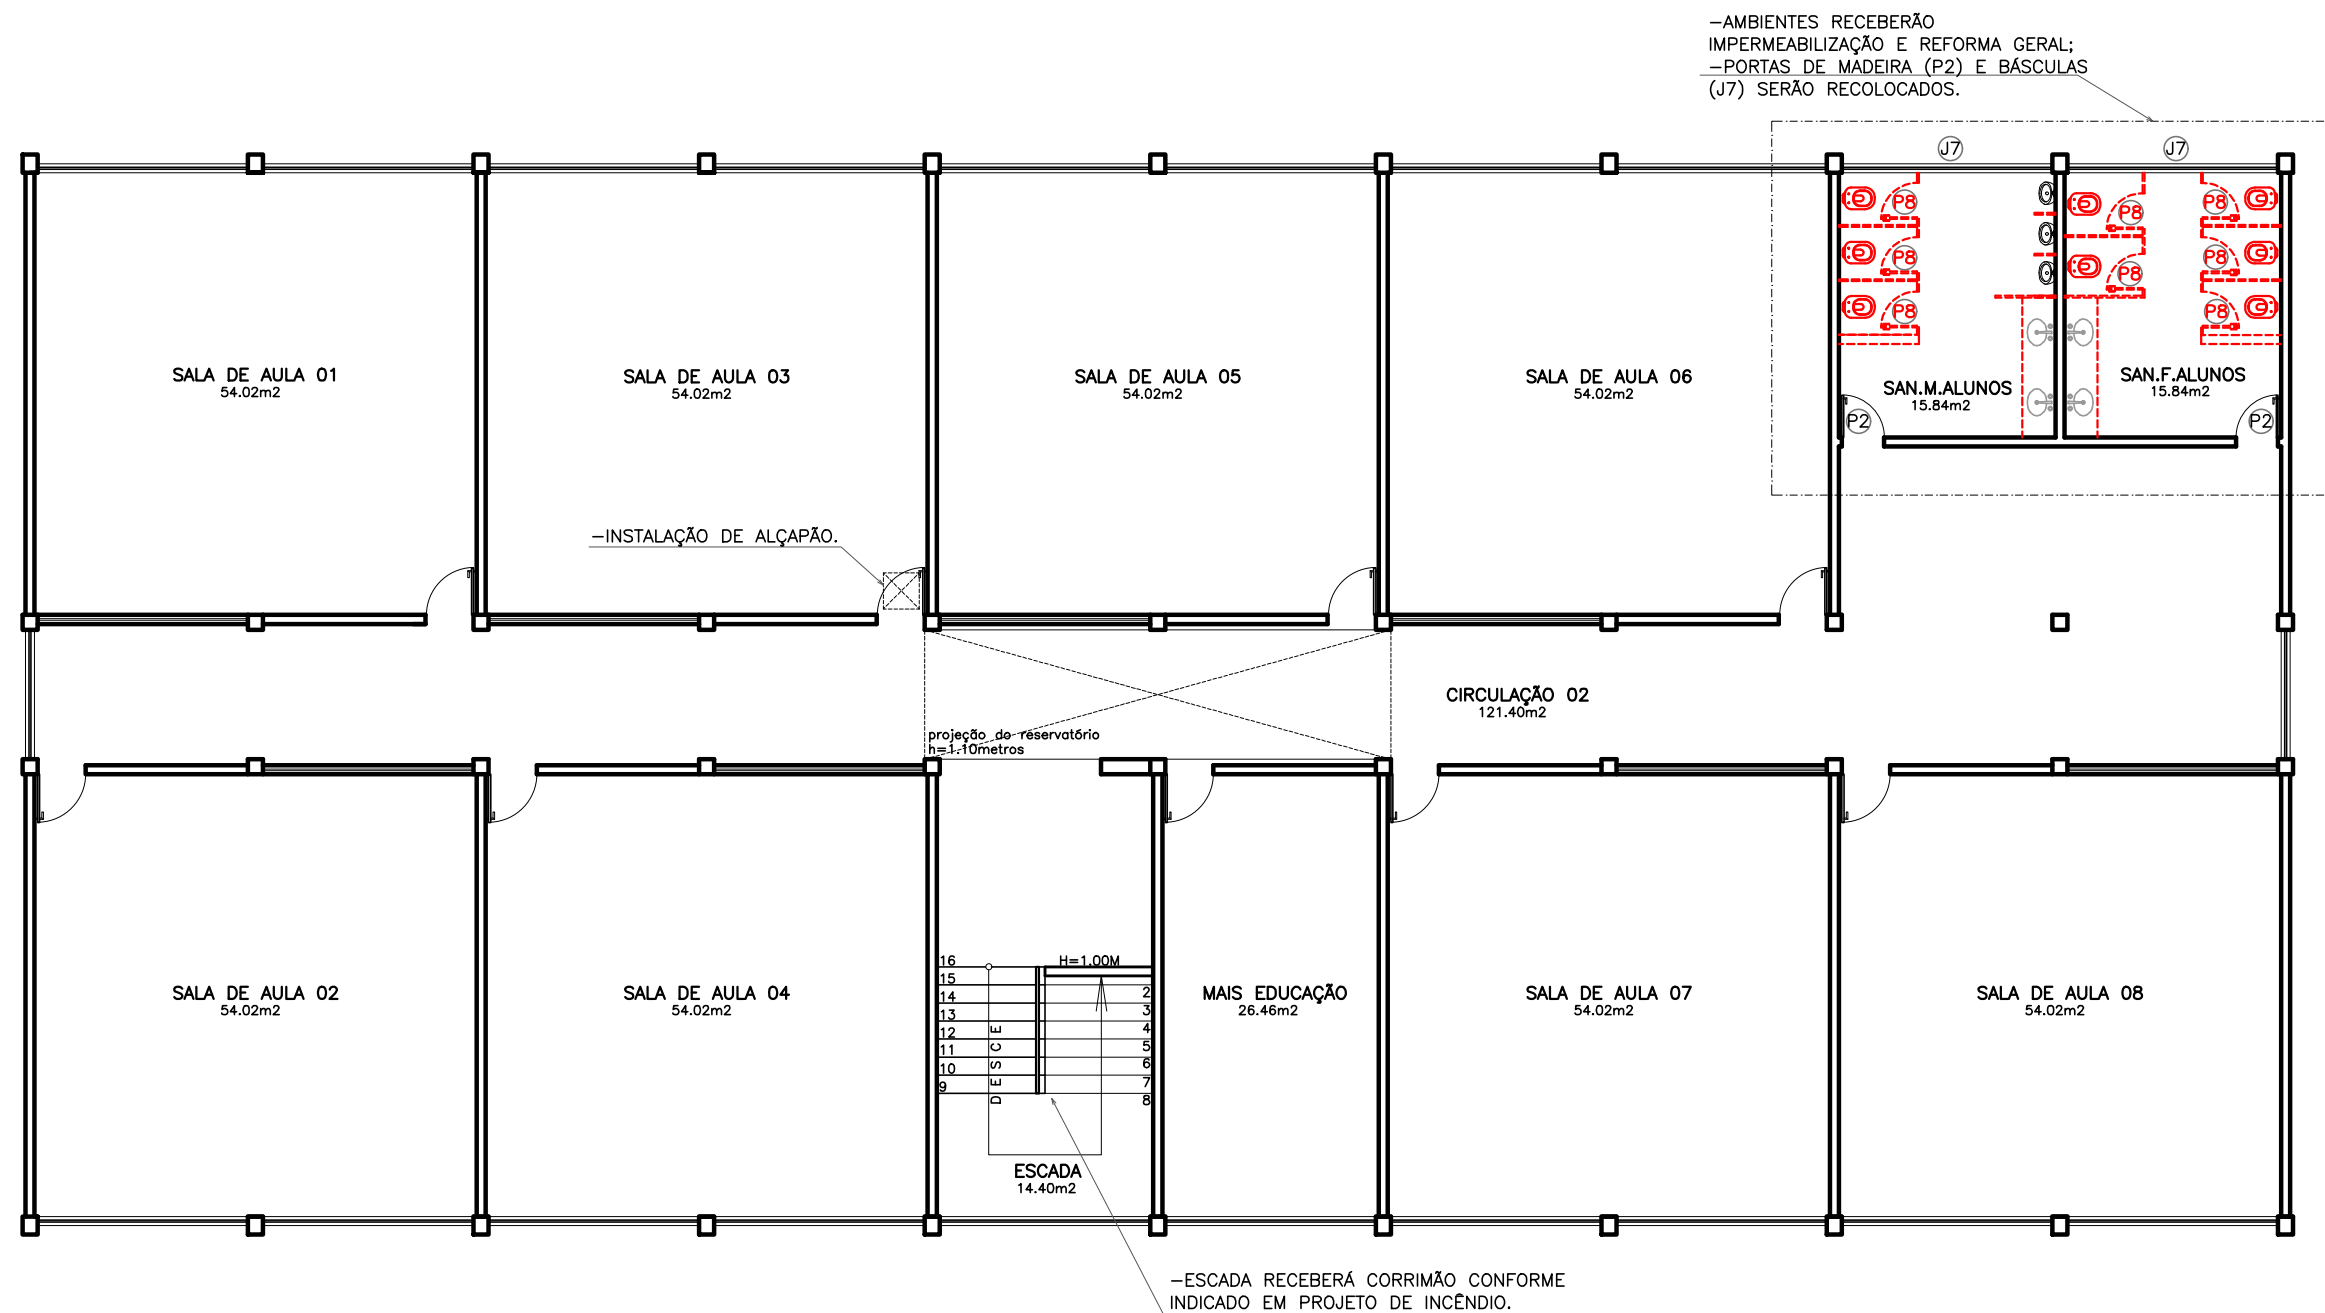 -AMBIENTES RECEBERÃO
IMPERMEABILIZAÇÃO E REFORMA GERAL;
-PORTAS DE MADEIRA (P2) E BÁSCULAS
(J7) SERÃO RECOLOCADOS.
J7
J7
P8
P8
P8
P8
P8
P8
P8
P8
SALA DE AULA 01
54.02m2
SALA DE AULA 03
54.02m2
SALA DE AULA 05
54.02m2
SALA DE AULA 06
54.02m2
SAN.M.ALUNOS
15.84m2
SAN.F.ALUNOS
15.84m2
P2
P2
-INSTALAÇÃO DE ALÇAPÃO.
CIRCULAÇÃO 02
121.40m2
projeção do reservatório
h=1.10metros
SALA DE AULA 02
54.02m2
SALA DE AULA 04
54.02m2
16
15
14
13
12
11
10
9
H=1.00M
2
3
4
5
6
7
8
DESCE
ESCADA
14.40m2
MAIS EDUCAÇÃO
26.46m2
SALA DE AULA 07
54.02m2
SALA DE AULA 08
54.02m2
-ESCADA RECEBERÁ CORRIMÃO CONFORME
INDICADO EM PROJETO DE INCÊNDIO.